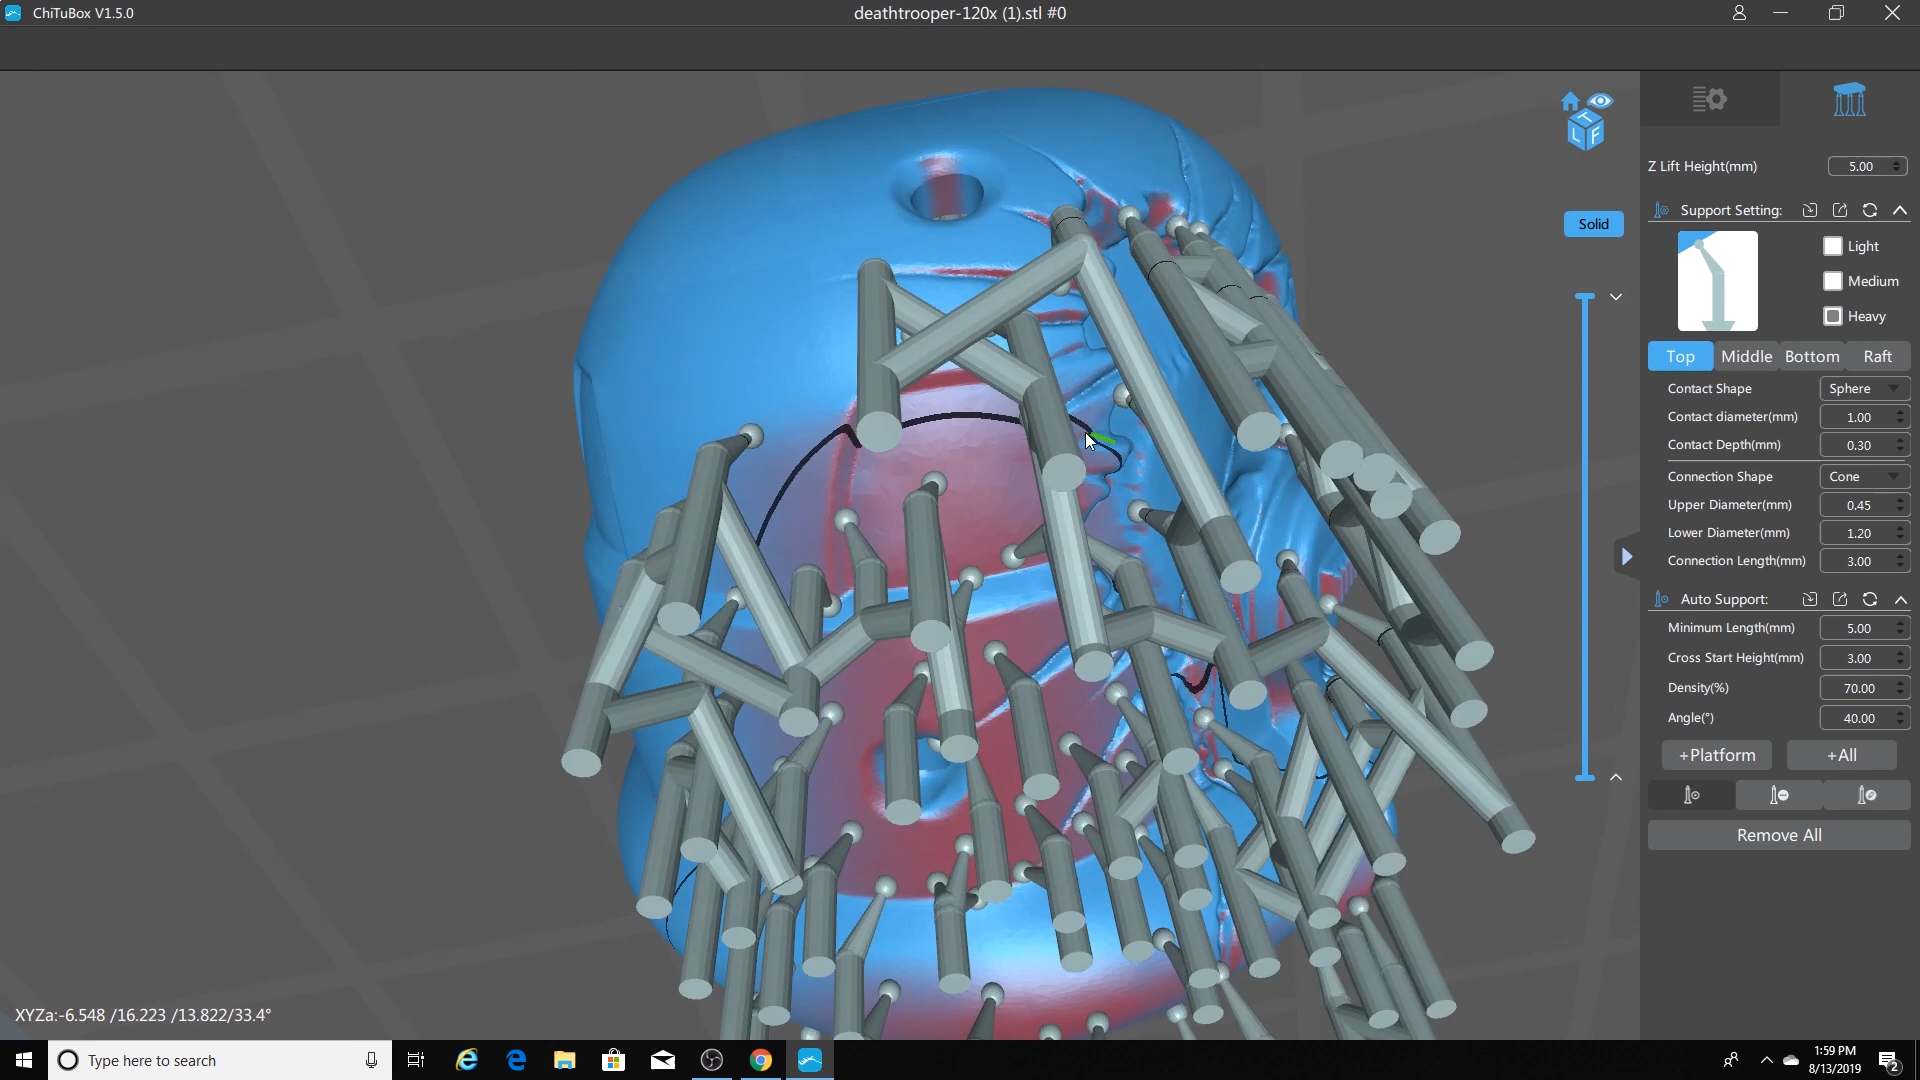 ChiTuBox V1.5.0
deathtrooper-120x (1).stl #0
T
L F
Solid
Z Lift Height(mm) 5.00
Support Setting:
Light
Medium
Heavy
Top Middle Bottom Raft
Contact Shape Sphere
Contact diameter(mm) 1.00
Contact Depth(mm) 0.30
Connection Shape Cone
Upper Diameter(mm) 0.45
Lower Diameter(mm) 1.20
Connection Length(mm) 3.00
Auto Support:
Minimum Length(mm) 5.00
Cross Start Height(mm) 3.00
Density(%) 70.00
Angle(°) 40.00
+Platform +All
Remove All
XYZa:-6.548 /16.223 /13.822/33.4°
Type here to search
1:59 PM
8/13/2019
2